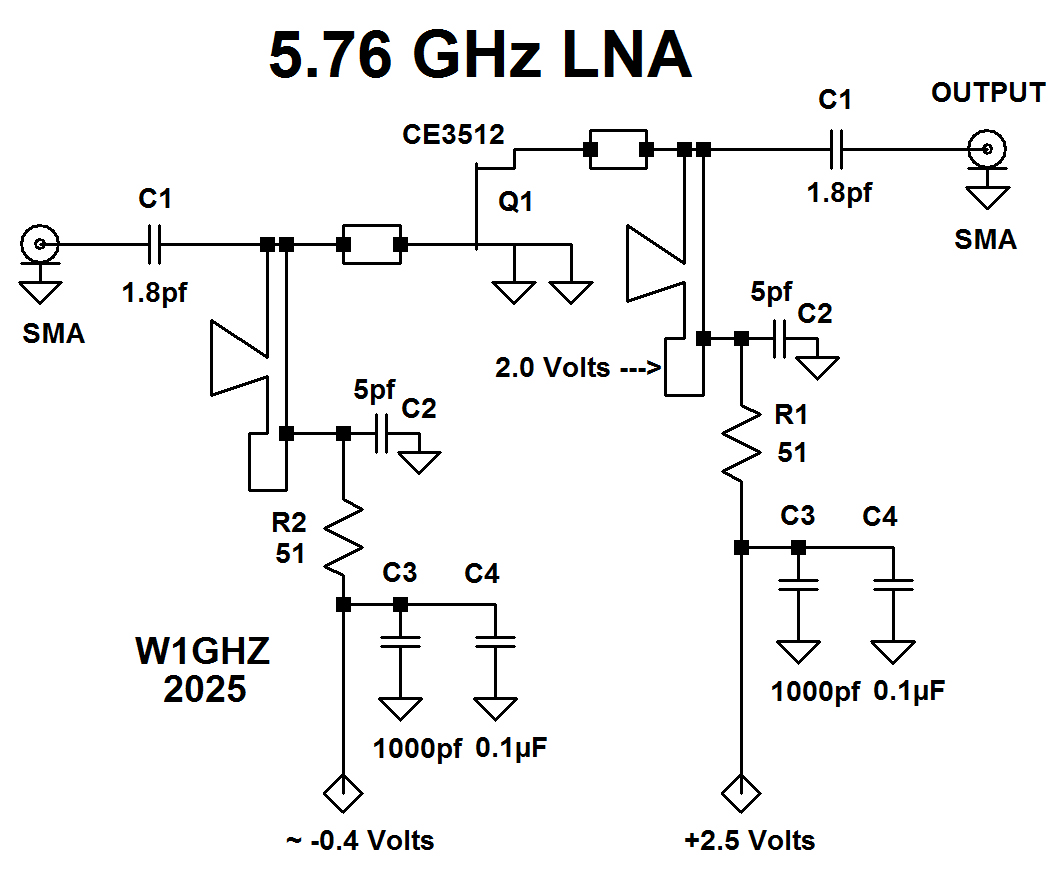 5.76 GHz LNA
C1
OUTPUT
CE3512
C1
Q1
1.8pf
SMA
1.8pf
SMA
5pf
C2
2.0 Volts --->
5pf
C2
R1
51
R2
51
C3
C4
C3
C4
W1GHZ
2025
1000pf
0.1µF
1000pf
0.1µF
~ -0.4 Volts
+2.5 Volts